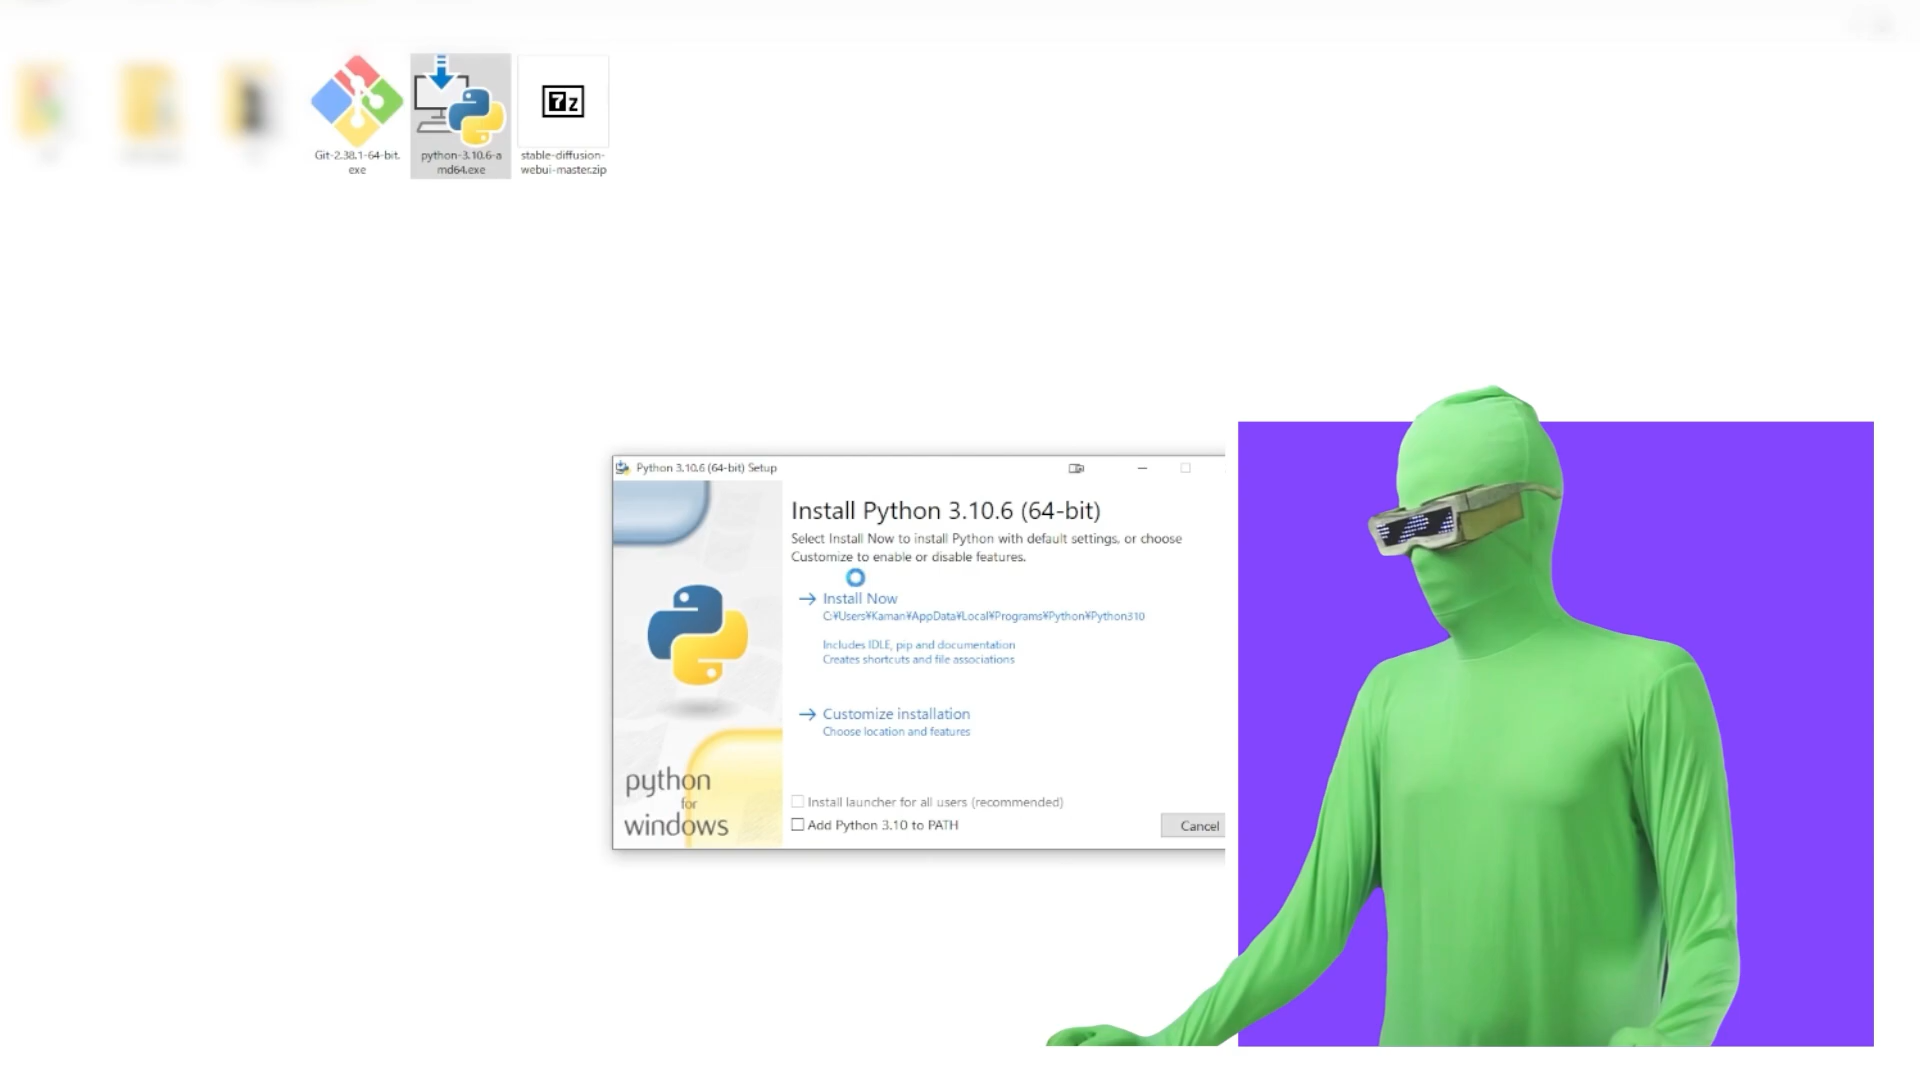 Git-2.38.1-64-bit.
exe
python-3.10.6-a
md64.exe
7z
stable-diffusion-
webui-master.zip
Python 3.10.6 (64-bit) Setup
Install Python 3.10.6 (64-bit)
Select Install Now to install Python with default settings, or choose
Customize to enable or disable features.
Install Now
C:¥Users¥Kaman¥AppData¥Local¥Programs¥Python¥Python310
Includes IDLE, pip and documentation
Creates shortcuts and file associations
Customize installation
Choose location and features
python
for
windows
Install launcher for all users (recommended)
Add Python 3.10 to PATH
Cancel